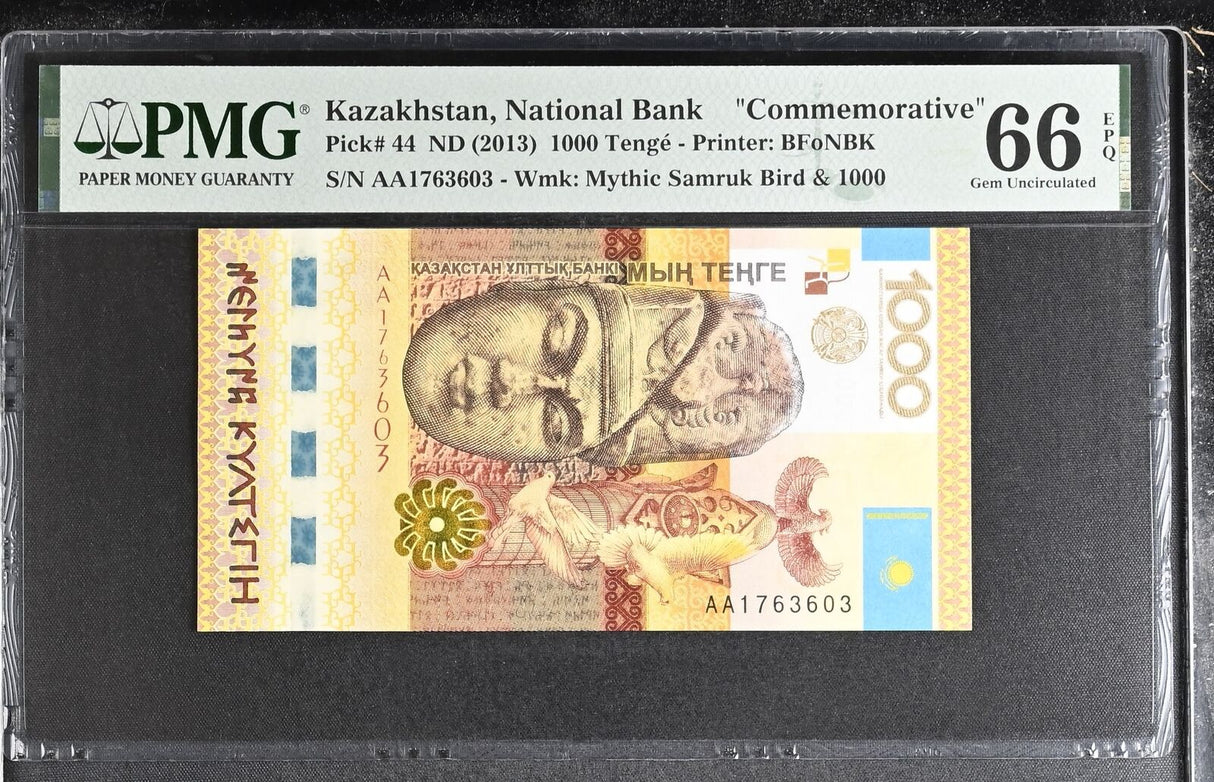 PMG®
PAPER MONEY GUARANTY
Kazakhstan, National Bank "Commemorative"
Pick# 44 ND (2013) 1000 Tengé - Printer: BFoNBK
S/N AA1763603 - Wmk: Mythic Samruk Bird & 1000
66
EPQ
Gem Uncirculated
ҚАЗАҚСТАН ҰЛТТЫҚ БАНКІ
МЫҢ ТЕҢГЕ
AA1763603
1000
КҮЛТЕГІН
AA1763603